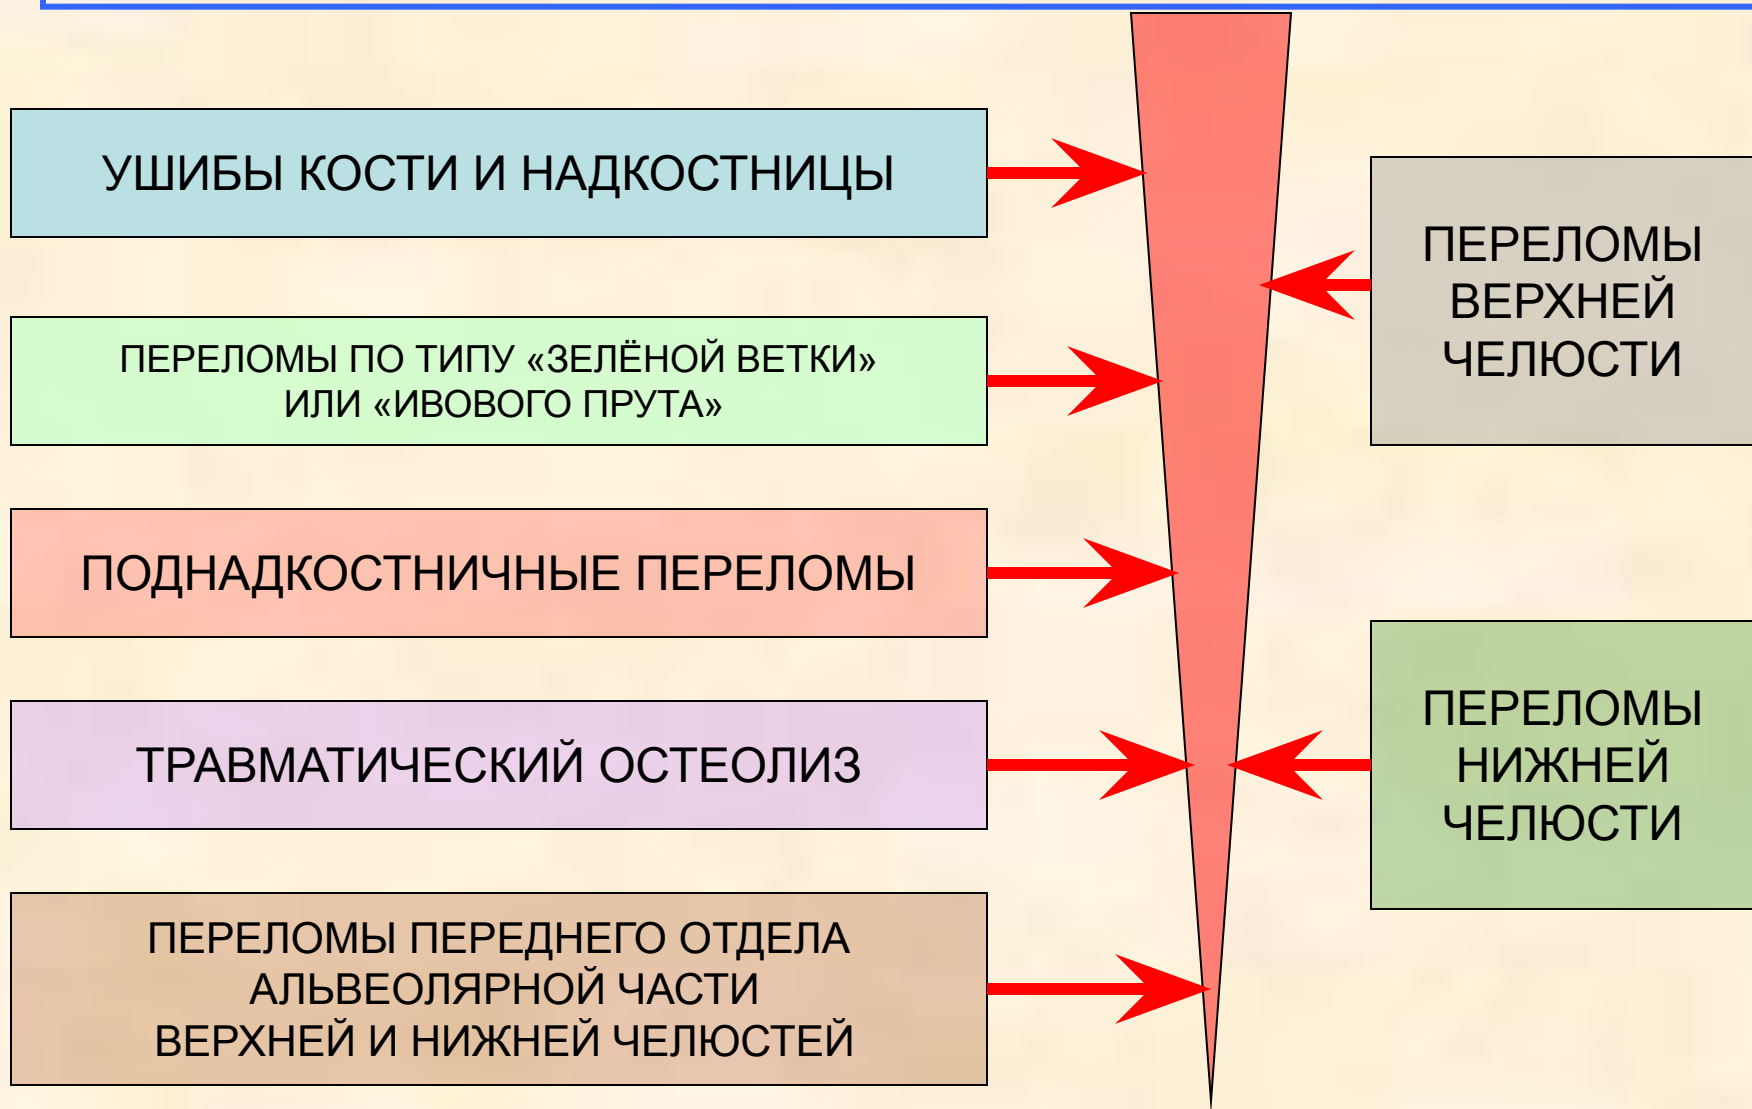 УШИБЫ КОСТИ И НАДКОСТНИЦЫ
ПЕРЕЛОМЫ ПО ТИПУ «ЗЕЛЁНОЙ ВЕТКИ»
ИЛИ «ИВОВОГО ПРУТА»
ПОДНАДКОСТНИЧНЫЕ ПЕРЕЛОМЫ
ТРАВМАТИЧЕСКИЙ ОСТЕОЛИЗ
ПЕРЕЛОМЫ ПЕРЕДНЕГО ОТДЕЛА
АЛЬВЕОЛЯРНОЙ ЧАСТИ
ВЕРХНЕЙ И НИЖНЕЙ ЧЕЛЮСТЕЙ
ПЕРЕЛОМЫ
ВЕРХНЕЙ
ЧЕЛЮСТИ
ПЕРЕЛОМЫ
НИЖНЕЙ
ЧЕЛЮСТИ